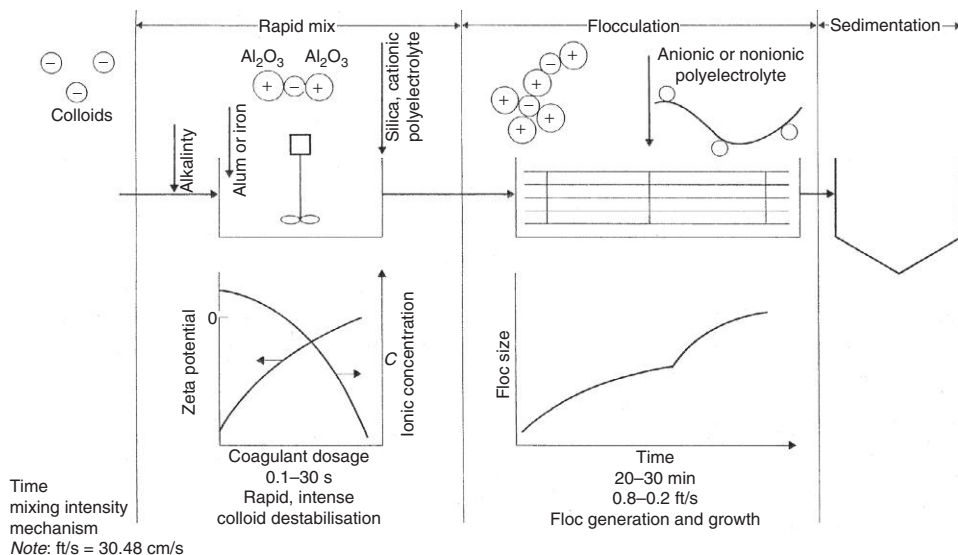 Rapid mix
Flocculation
Sedimentation
Colloids
− − −
Alkalinty
Alum or iron
Al₂O₃ Al₂O₃
+ − +
Silica, cationic
polyelectrolyte
− + + − + + +
Anionic or nonionic
polyelectrolyte
Zeta potential
0
C
Ionic concentration
Coagulant dosage
0.1–30 s
Rapid, intense
colloid destabilisation
Floc size
Time
20–30 min
0.8–0.2 ft/s
Floc generation and growth
Time
mixing intensity
mechanism
Note: ft/s = 30.48 cm/s